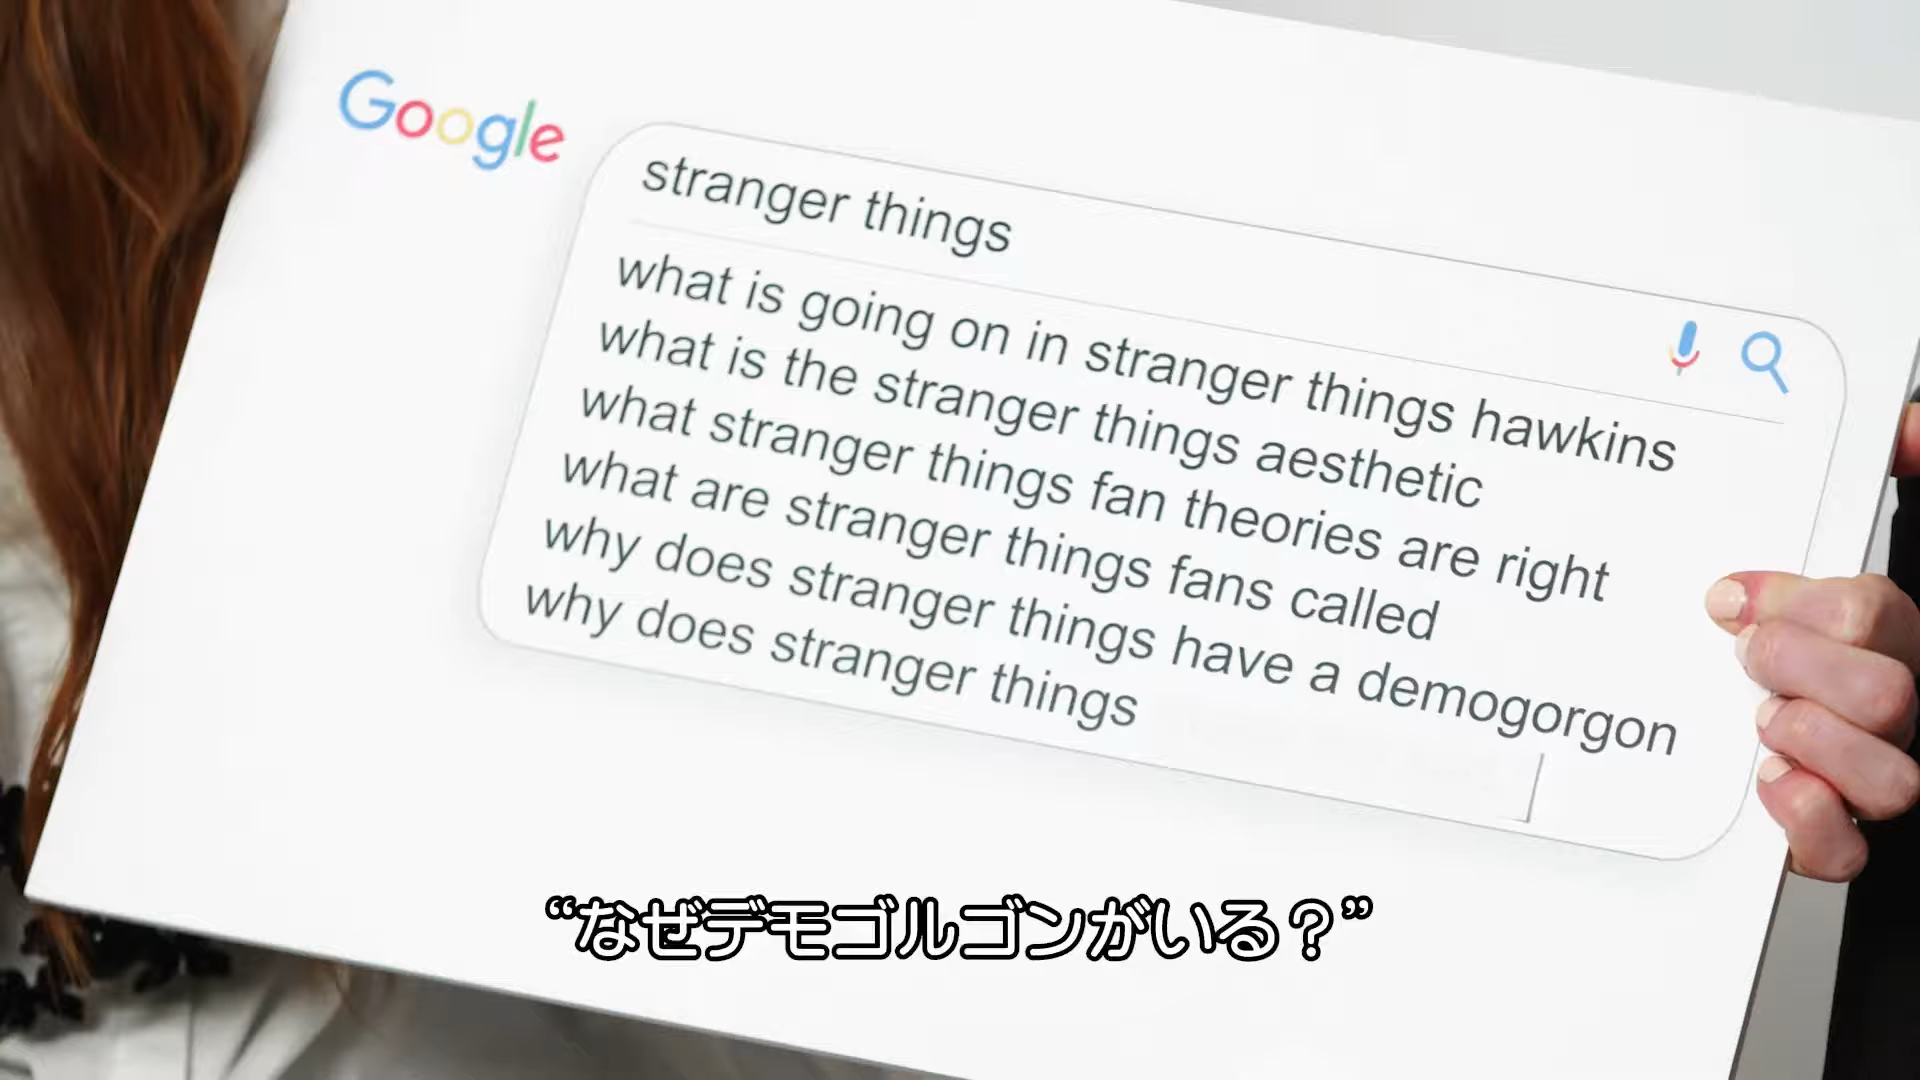 Google
stranger things
what is going on in stranger things hawkins
what is the stranger things aesthetic
what stranger things fan theories are right
what are stranger things fans called
why does stranger things have a demogorgon
why does stranger things
“なぜデモゴルゴンがいる？”